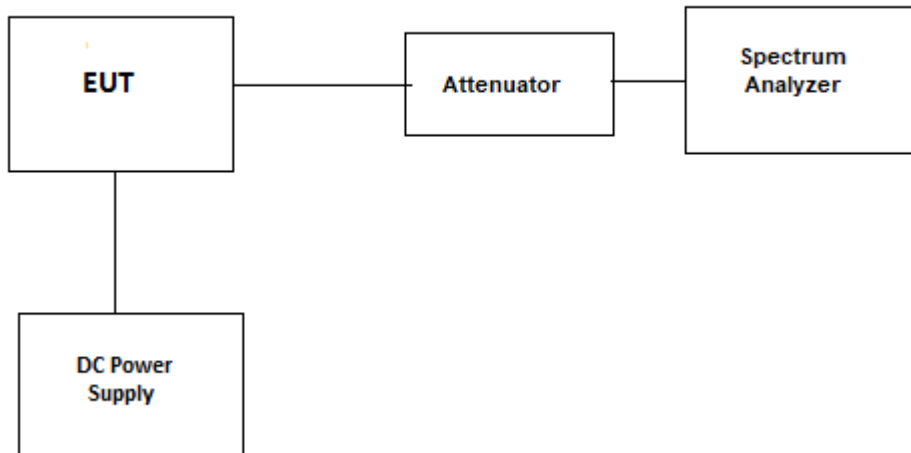 EUT
Attenuator
Spectrum
Analyzer
DC Power
Supply